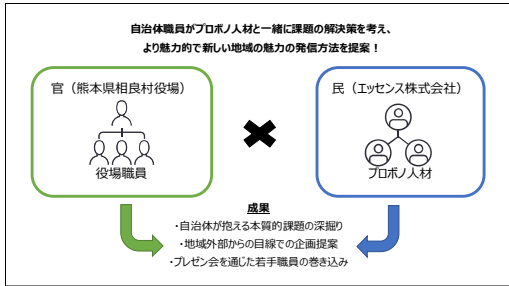 自治体職員がプロボノ人材と一緒に課題の解決策を考え、
より魅力的で新しい地域の魅力の発信方法を提案！
官（熊本県相良村役場）
民（エッセンス株式会社）
役場職員
プロボノ人材
成果
・自治体が抱える本質的課題の深掘り
・地域外部からの目線での企画提案
・プレゼン会を通じた若手職員の巻き込み